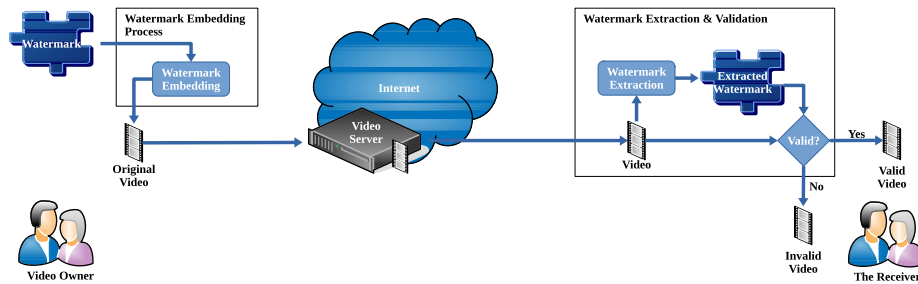 Watermark Embedding
Process
Watermark
Watermark
Embedding
Original
Video
Video Owner
Internet
Video
Server
Watermark Extraction & Validation
Watermark
Extraction
Extracted
Watermark
Video
Valid?
Yes
No
Valid
Video
Invalid
Video
The Receiver